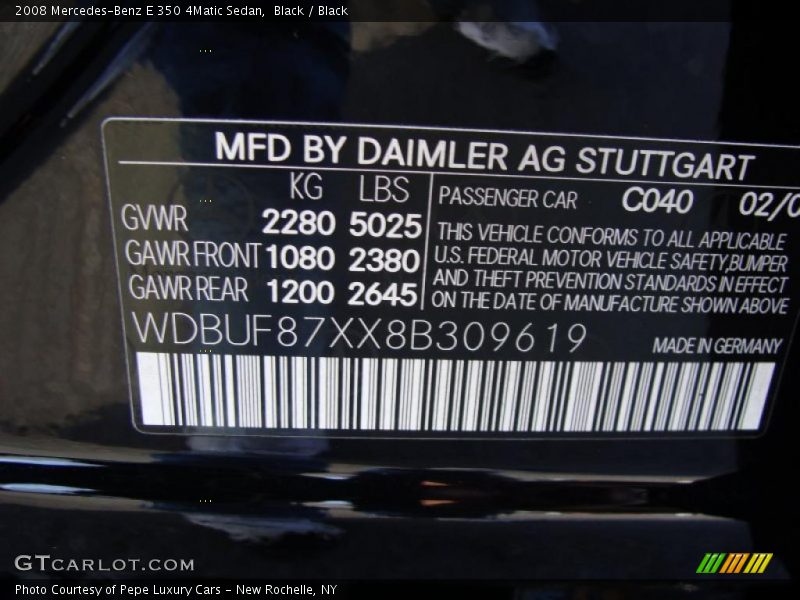 2008 Mercedes-Benz E 350 4Matic Sedan, Black / Black
MFD BY DAIMLER AG STUTTGART
KG LBS
GVWR 2280 5025
GAWR FRONT 1080 2380
GAWR REAR 1200 2645
PASSENGER CAR C040 02/0
THIS VEHICLE CONFORMS TO ALL APPLICABLE
U.S. FEDERAL MOTOR VEHICLE SAFETY, BUMPER
AND THEFT PREVENTION STANDARDS IN EFFECT
ON THE DATE OF MANUFACTURE SHOWN ABOVE
WDBUF87XX8B309619
MADE IN GERMANY
GTCARLOT.COM
Photo Courtesy of Pepe Luxury Cars - New Rochelle, NY